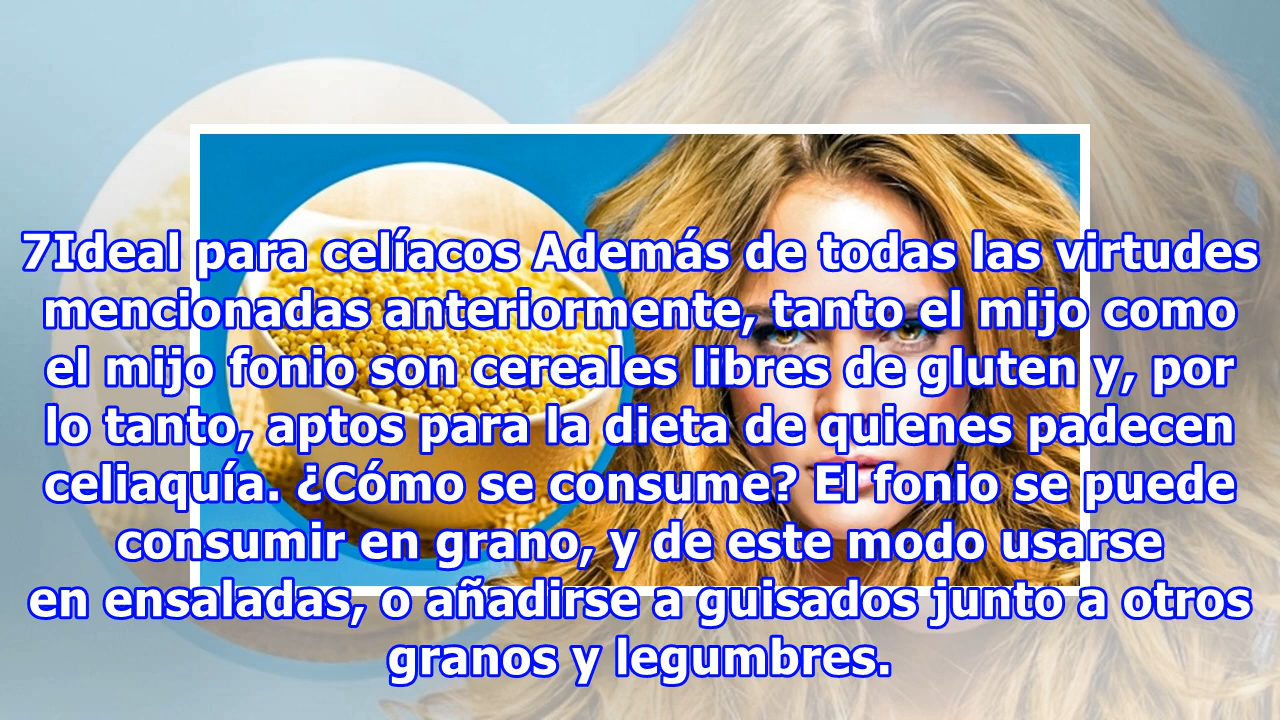 7Ideal para celíacos Además de todas las virtudes
mencionadas anteriormente, tanto el mijo como
el mijo fonio son cereales libres de gluten y, por
lo tanto, aptos para la dieta de quienes padecen
celiaquía. ¿Cómo se consume? El fonio se puede
consumir en grano, y de este modo usarse
en ensaladas, o añadirse a guisados junto a otros
granos y legumbres.